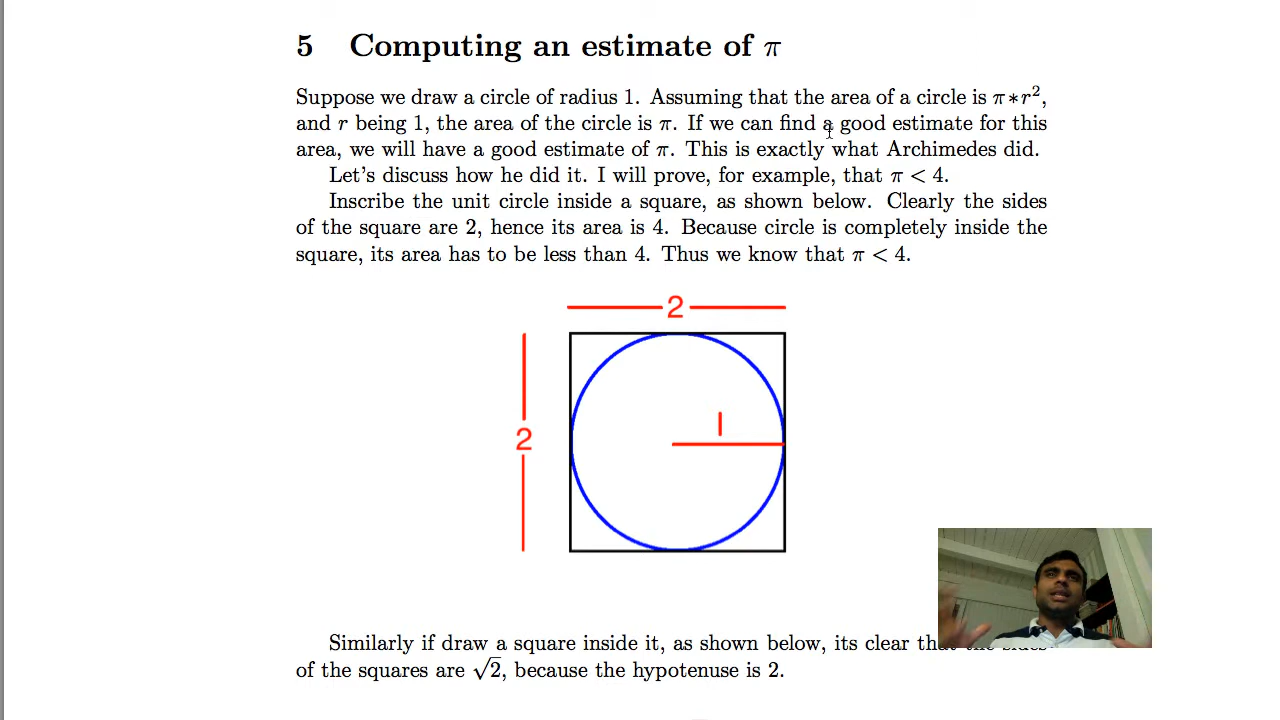 5 Computing an estimate of π
Suppose we draw a circle of radius 1. Assuming that the area of a circle is π∗r²,
and r being 1, the area of the circle is π. If we can find a good estimate for this
area, we will have a good estimate of π. This is exactly what Archimedes did.
Let's discuss how he did it. I will prove, for example, that π < 4.
Inscribe the unit circle inside a square, as shown below. Clearly the sides
of the square are 2, hence its area is 4. Because circle is completely inside the
square, its area has to be less than 4. Thus we know that π < 4.
2
1
2
Similarly if draw a square inside it, as shown below, its clear that the sides
of the squares are √2, because the hypotenuse is 2.